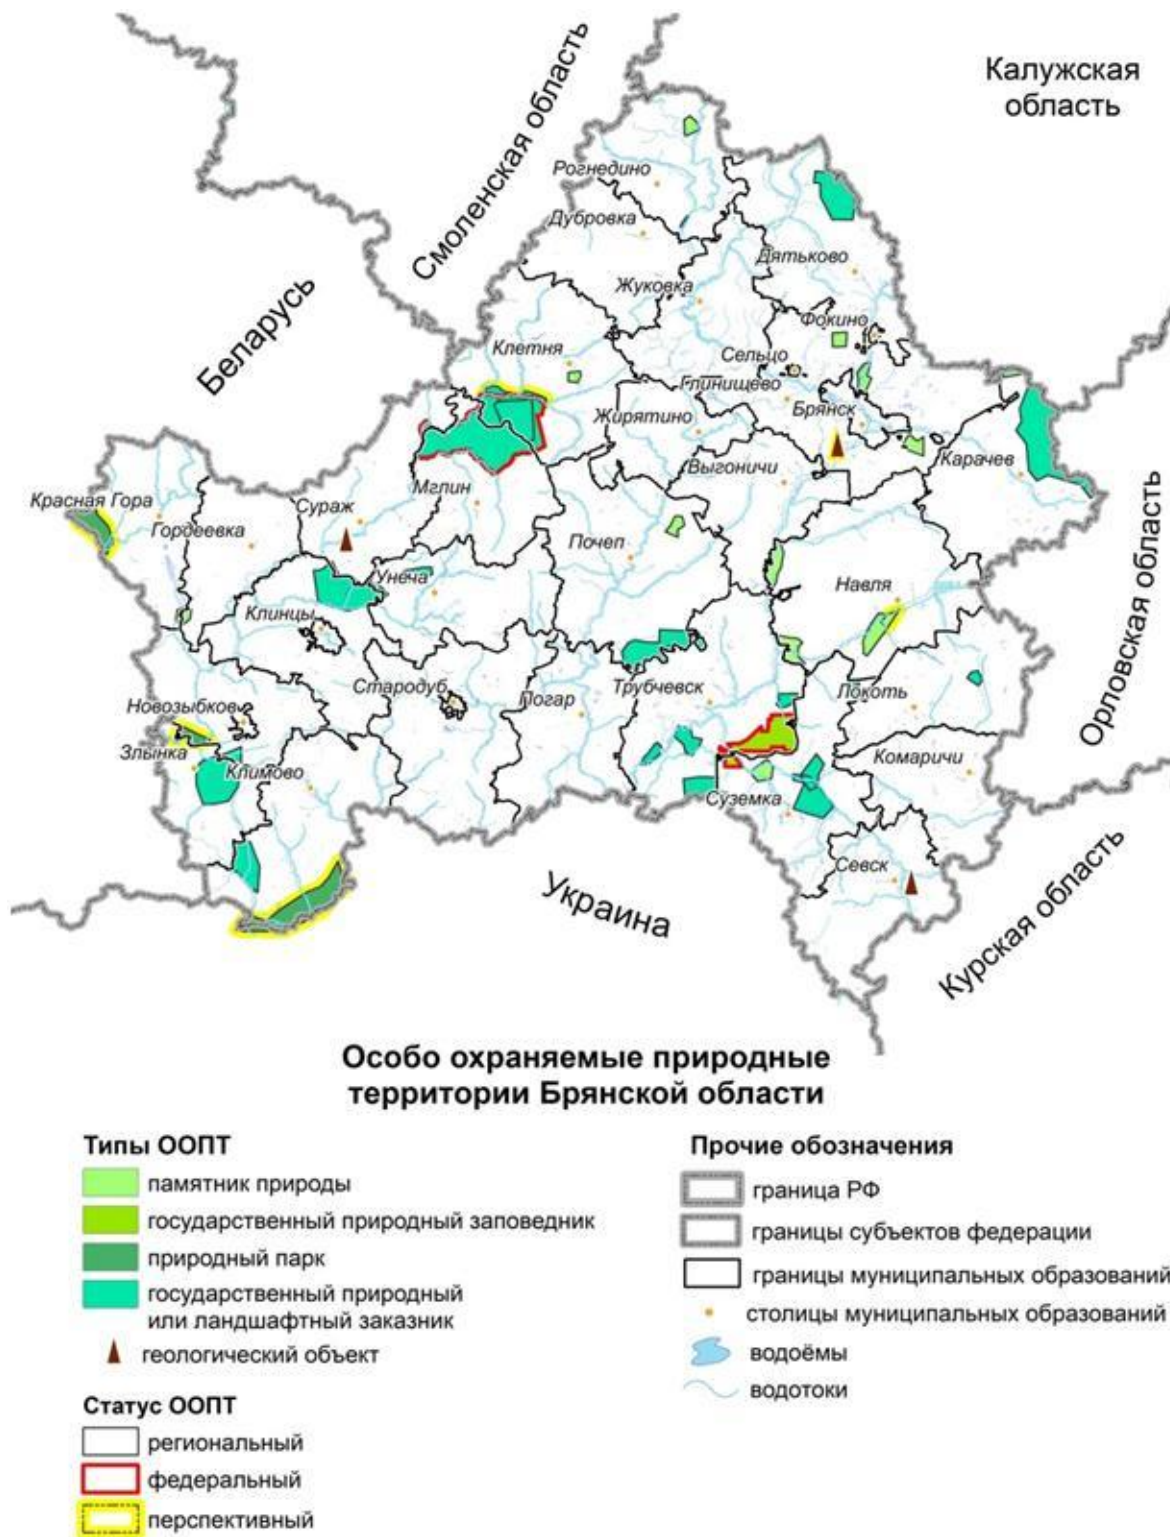 Калужская
область
Смоленская область
Беларусь
Рогнедино
Дубровка
Дятьково
Жуковка
Фокино
Клетня
Сельцо
Глинищево
Жирятино
Брянск
Карачев
Выгоничи
Мглин
Красная Гора
Сураж
Гордеевка
Почеп
Унеча
Навля
Клинцы
Орловская область
Стародуб
Погар
Трубчевск
Локоть
Новозыбков
Злынка
Климово
Комаричи
Суземка
Севск
Украина
Курская область
Особо охраняемые природные
территории Брянской области
Типы ООПТ
памятник природы
государственный природный заповедник
природный парк
государственный природный
или ландшафтный заказник
геологический объект
Статус ООПТ
региональный
федеральный
перспективный
Прочие обозначения
граница РФ
границы субъектов федерации
границы муниципальных образований
столицы муниципальных образований
водоёмы
водотоки